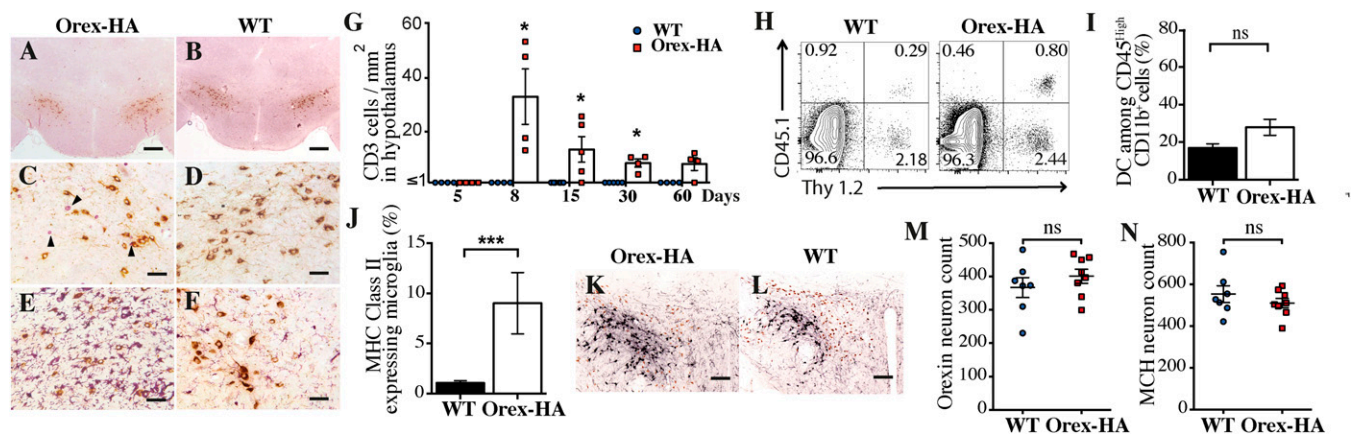 Orex-HA WT
A B
C D
E F
G
CD3 cells / mm2
in hypothalamus
60
40
20
≤1
WT
Orex-HA
* * *
5 8 15 30 60 Days
H
WT Orex-HA
0.92 0.29 0.46 0.80
96.6 2.18 96.3 2.44
CD45.1
Thy 1.2
I
DC among CD45High
CD11b+ cells (%)
80
60
40
20
0
ns
WT Orex-HA
J
MHC Class II
expressing microglia (%)
15
10
5
0
***
WT Orex-HA
Orex-HA WT
K L
M
Orexin neuron count
500
400
300
200
100
0
ns
WT Orex-HA
N
MCH neuron count
800
600
400
200
0
ns
WT Orex-HA